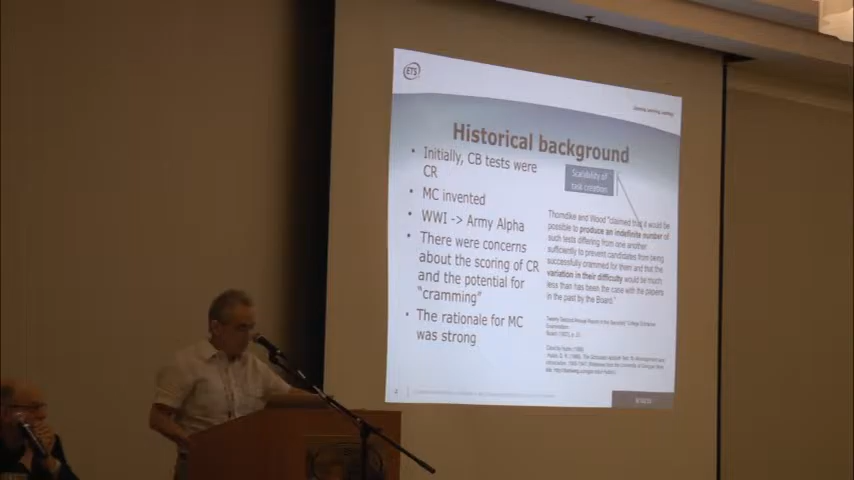 ETS
Historical background
• Initially, CB tests were
CR
• MC invented
• WWI -> Army Alpha
• There were concerns
about the scoring of CR
and the potential for
"cramming"
• The rationale for MC
was strong
Scalability of
task creation
Thorndike and Wood "claimed that it would be
possible to produce an indefinite number of
such tests differing from one another
sufficiently to prevent candidates from being
successfully crammed for them and that the
variation in their difficulty would be much
less than has been the case with the papers
in the past by the Board."